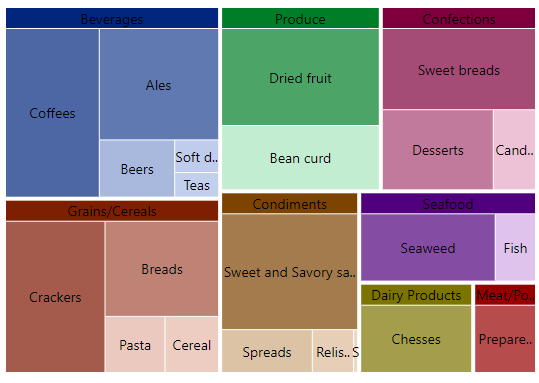 Beverages
Coffees
Ales
Beers
Soft d..
Teas
Produce
Dried fruit
Bean curd
Confections
Sweet breads
Desserts
Cand..
Grains/Cereals
Crackers
Breads
Pasta
Cereal
Condiments
Sweet and Savory sa..
Spreads
Relis..
S
Seafood
Seaweed
Fish
Dairy Products
Chesses
Meat/Po..
Prepare..